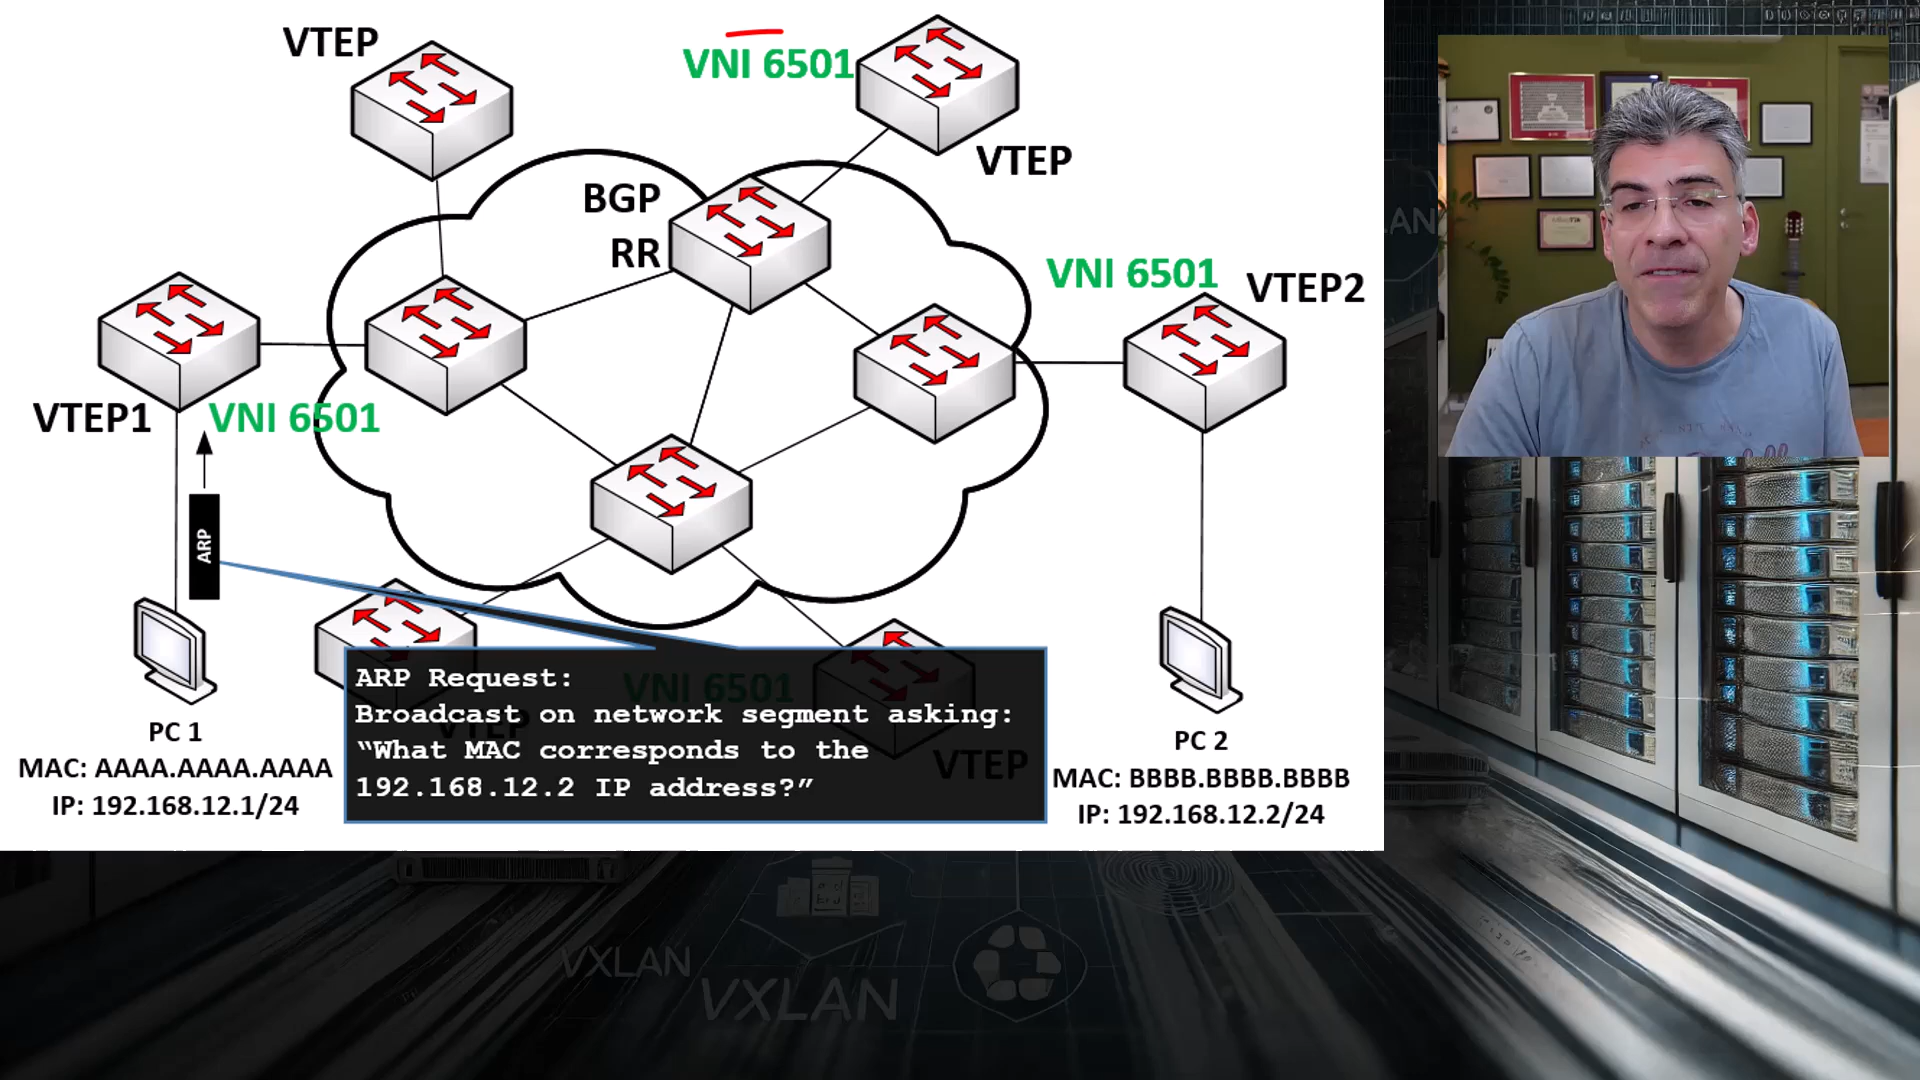 VTEP
VNI 6501
VTEP
BGP
RR
VNI 6501
VTEP2
VTEP1
VNI 6501
ARP
ARP Request:
Broadcast on network segment asking:
“What MAC corresponds to the
192.168.12.2 IP address?”
VNI 6501
VTEP
VTEP
PC 1
MAC: AAAA.AAAA.AAAA
IP: 192.168.12.1/24
PC 2
MAC: BBBB.BBBB.BBBB
IP: 192.168.12.2/24
VXLAN
VXLAN